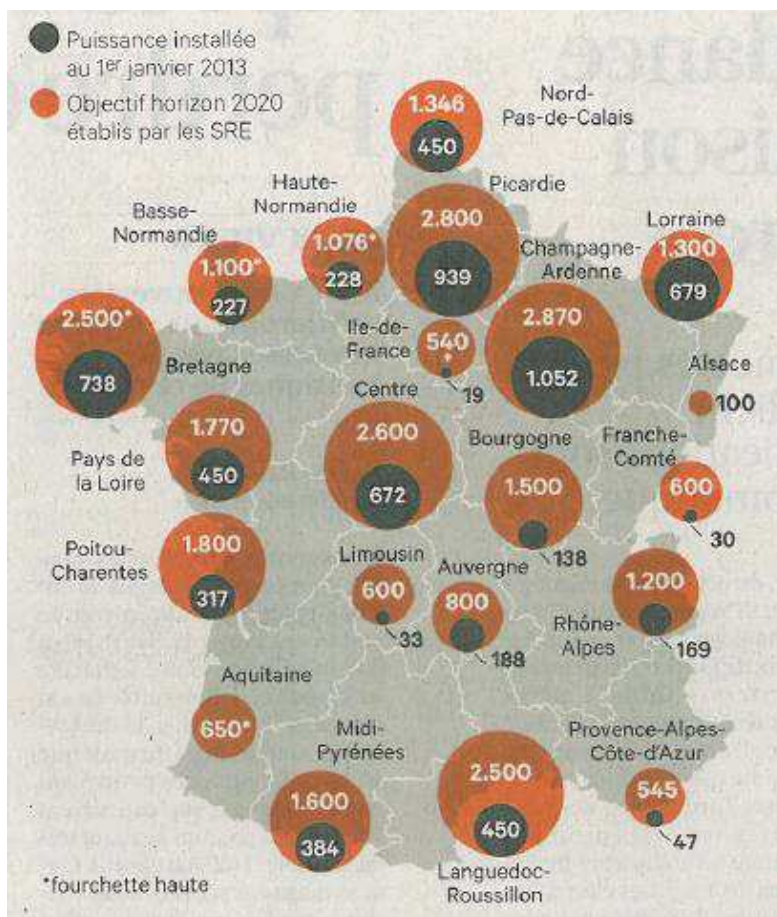 Puissance installée
au 1er janvier 2013
Objectif horizon 2020
établis par les SRE
1.346
450
Nord-
Pas-de-Calais
Haute-
Normandie
1.076*
228
Picardie
2.800
939
Basse-
Normandie
1.100*
227
Lorraine
1.300
679
Champagne-
Ardenne
2.870
1.052
2.500*
738
Bretagne
Ile-de-
France
540
*
19
Alsace
100
Centre
2.600
672
1.770
450
Pays de
la Loire
Bourgogne
1.500
138
Franche-
Comté
600
30
Poitou-
Charentes
1.800
317
Limousin
600
33
Auvergne
800
188
1.200
Rhône-
Alpes
169
Aquitaine
650*
Midi-
Pyrénées
1.600
384
2.500
450
Languedoc-
Roussillon
Provence-Alpes-
Côte-d'Azur
545
47
*fourchette haute